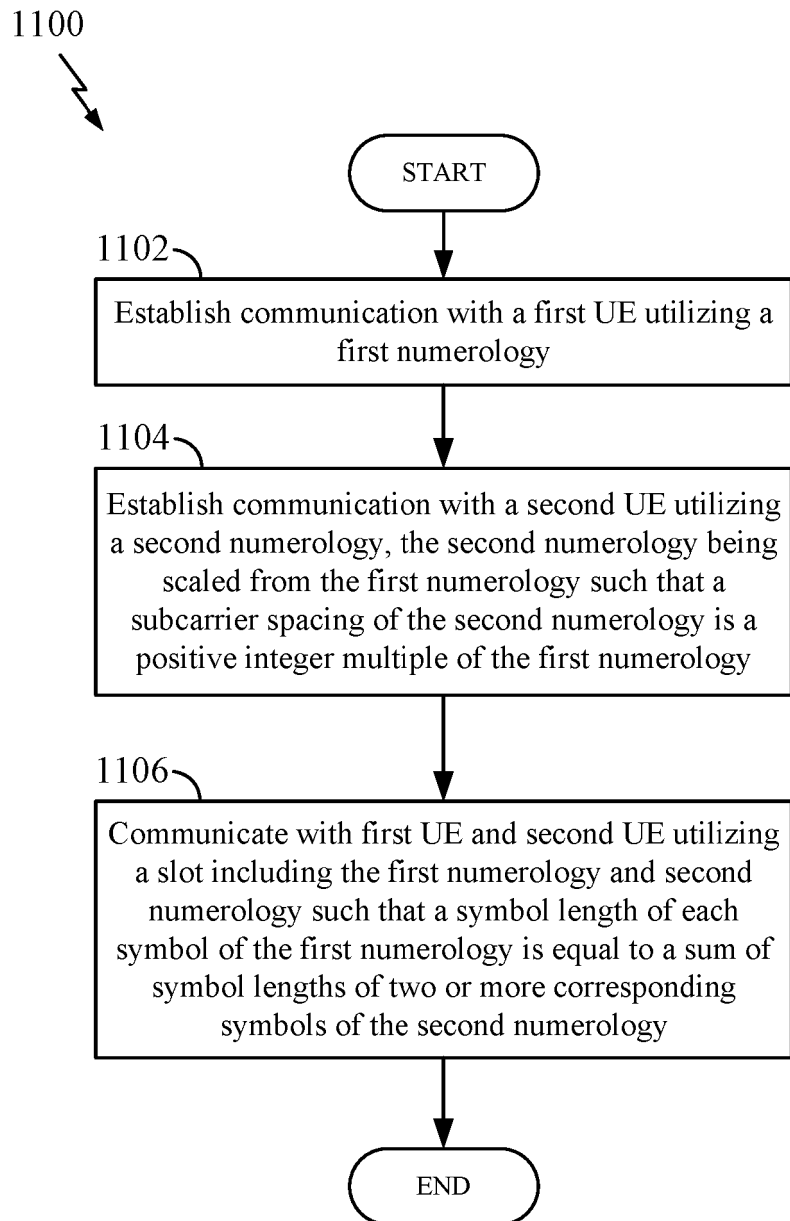 1100
START
1102
Establish communication with a first UE utilizing a
first numerology
1104
Establish communication with a second UE utilizing
a second numerology, the second numerology being
scaled from the first numerology such that a
subcarrier spacing of the second numerology is a
positive integer multiple of the first numerology
1106
Communicate with first UE and second UE utilizing
a slot including the first numerology and second
numerology such that a symbol length of each
symbol of the first numerology is equal to a sum of
symbol lengths of two or more corresponding
symbols of the second numerology
END